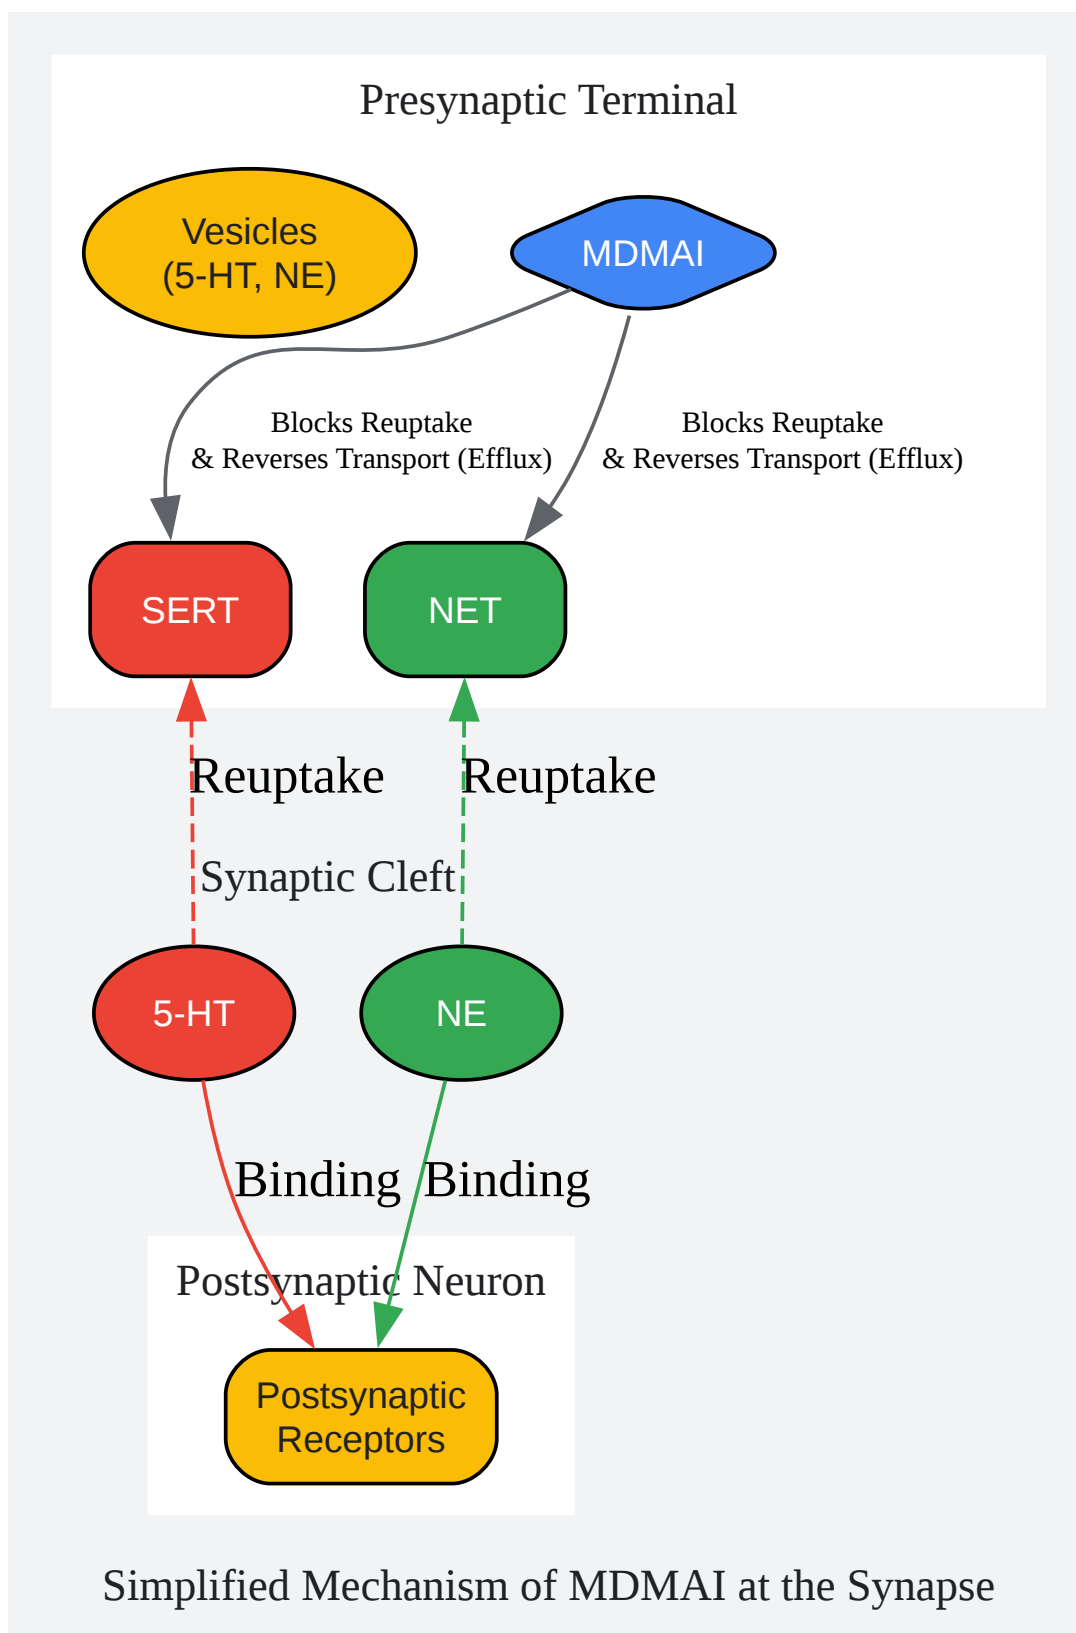 Presynaptic Terminal
Vesicles
(5-HT, NE)
MDMAI
Blocks Reuptake
& Reverses Transport (Efflux)
Blocks Reuptake
& Reverses Transport (Efflux)
SERT
NET
Reuptake
Reuptake
Synaptic Cleft
5-HT
NE
Binding
Binding
Postsynaptic Neuron
Postsynaptic
Receptors
Simplified Mechanism of MDMAI at the Synapse